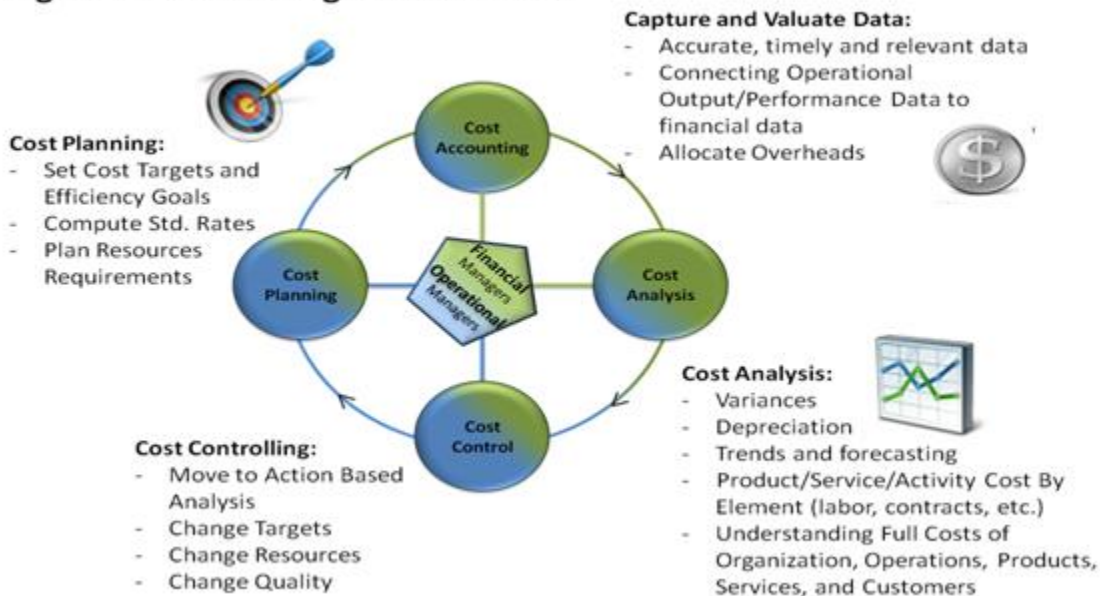 Capture and Valuate Data:
- Accurate, timely and relevant data
- Connecting Operational
Output/Performance Data to
financial data
- Allocate Overheads
$
Cost Planning:
- Set Cost Targets and
Efficiency Goals
- Compute Std. Rates
- Plan Resources
Requirements
Cost
Accounting
Cost
Planning
Financial
Managers
Operational
Managers
Cost
Analysis
Cost
Control
Cost Analysis:
- Variances
- Depreciation
- Trends and forecasting
- Product/Service/Activity Cost By
Element (labor, contracts, etc.)
- Understanding Full Costs of
Organization, Operations, Products,
Services, and Customers
Cost Controlling:
- Move to Action Based
Analysis
- Change Targets
- Change Resources
- Change Quality